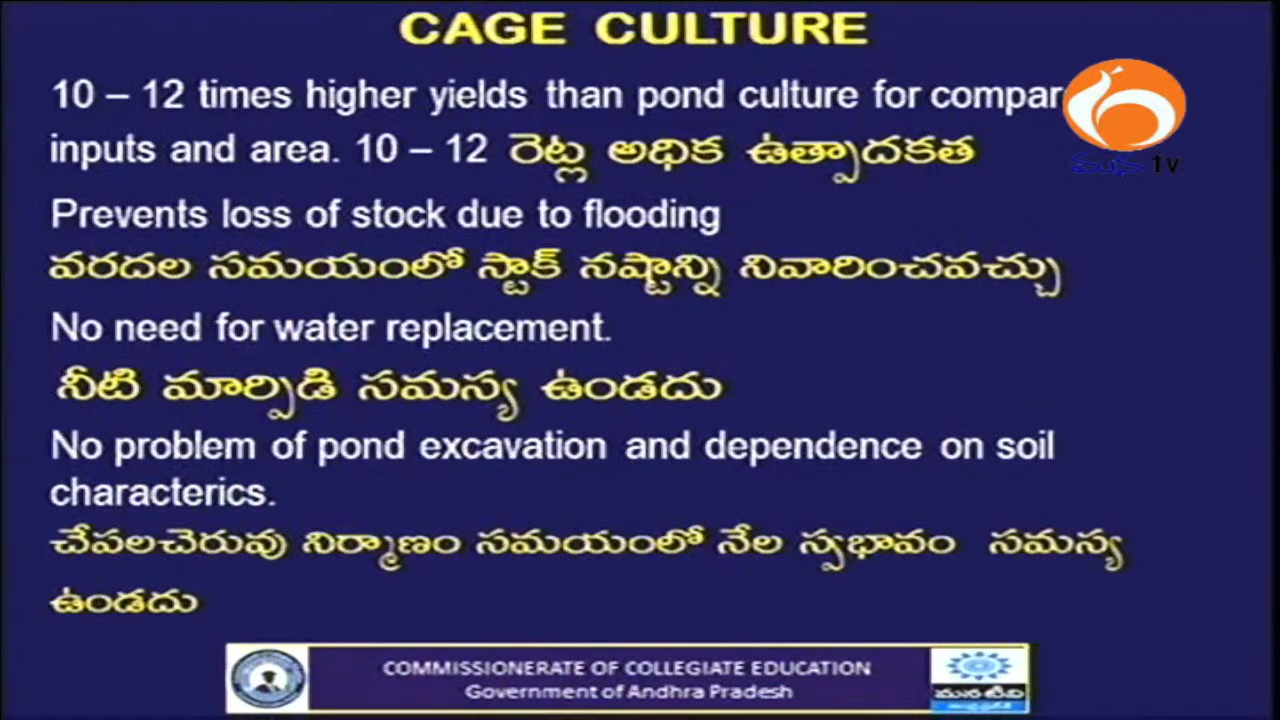 CAGE CULTURE
10 – 12 times higher yields than pond culture for compar
inputs and area. 10 – 12 రెట్ల అధిక ఉత్పాదకత
tv
Prevents loss of stock due to flooding
వరదల సమయంలో స్టాక్ నష్టాన్ని నివారించవచ్చు
No need for water replacement.
నీటి మార్పిడి సమస్య ఉండదు
No problem of pond excavation and dependence on soil
characterics.
చేపలచెరువు నిర్మాణం సమయంలో నేల స్వభావం సమస్య
ఉండదు
COMMISSIONERATE OF COLLEGIATE EDUCATION
Government of Andhra Pradesh